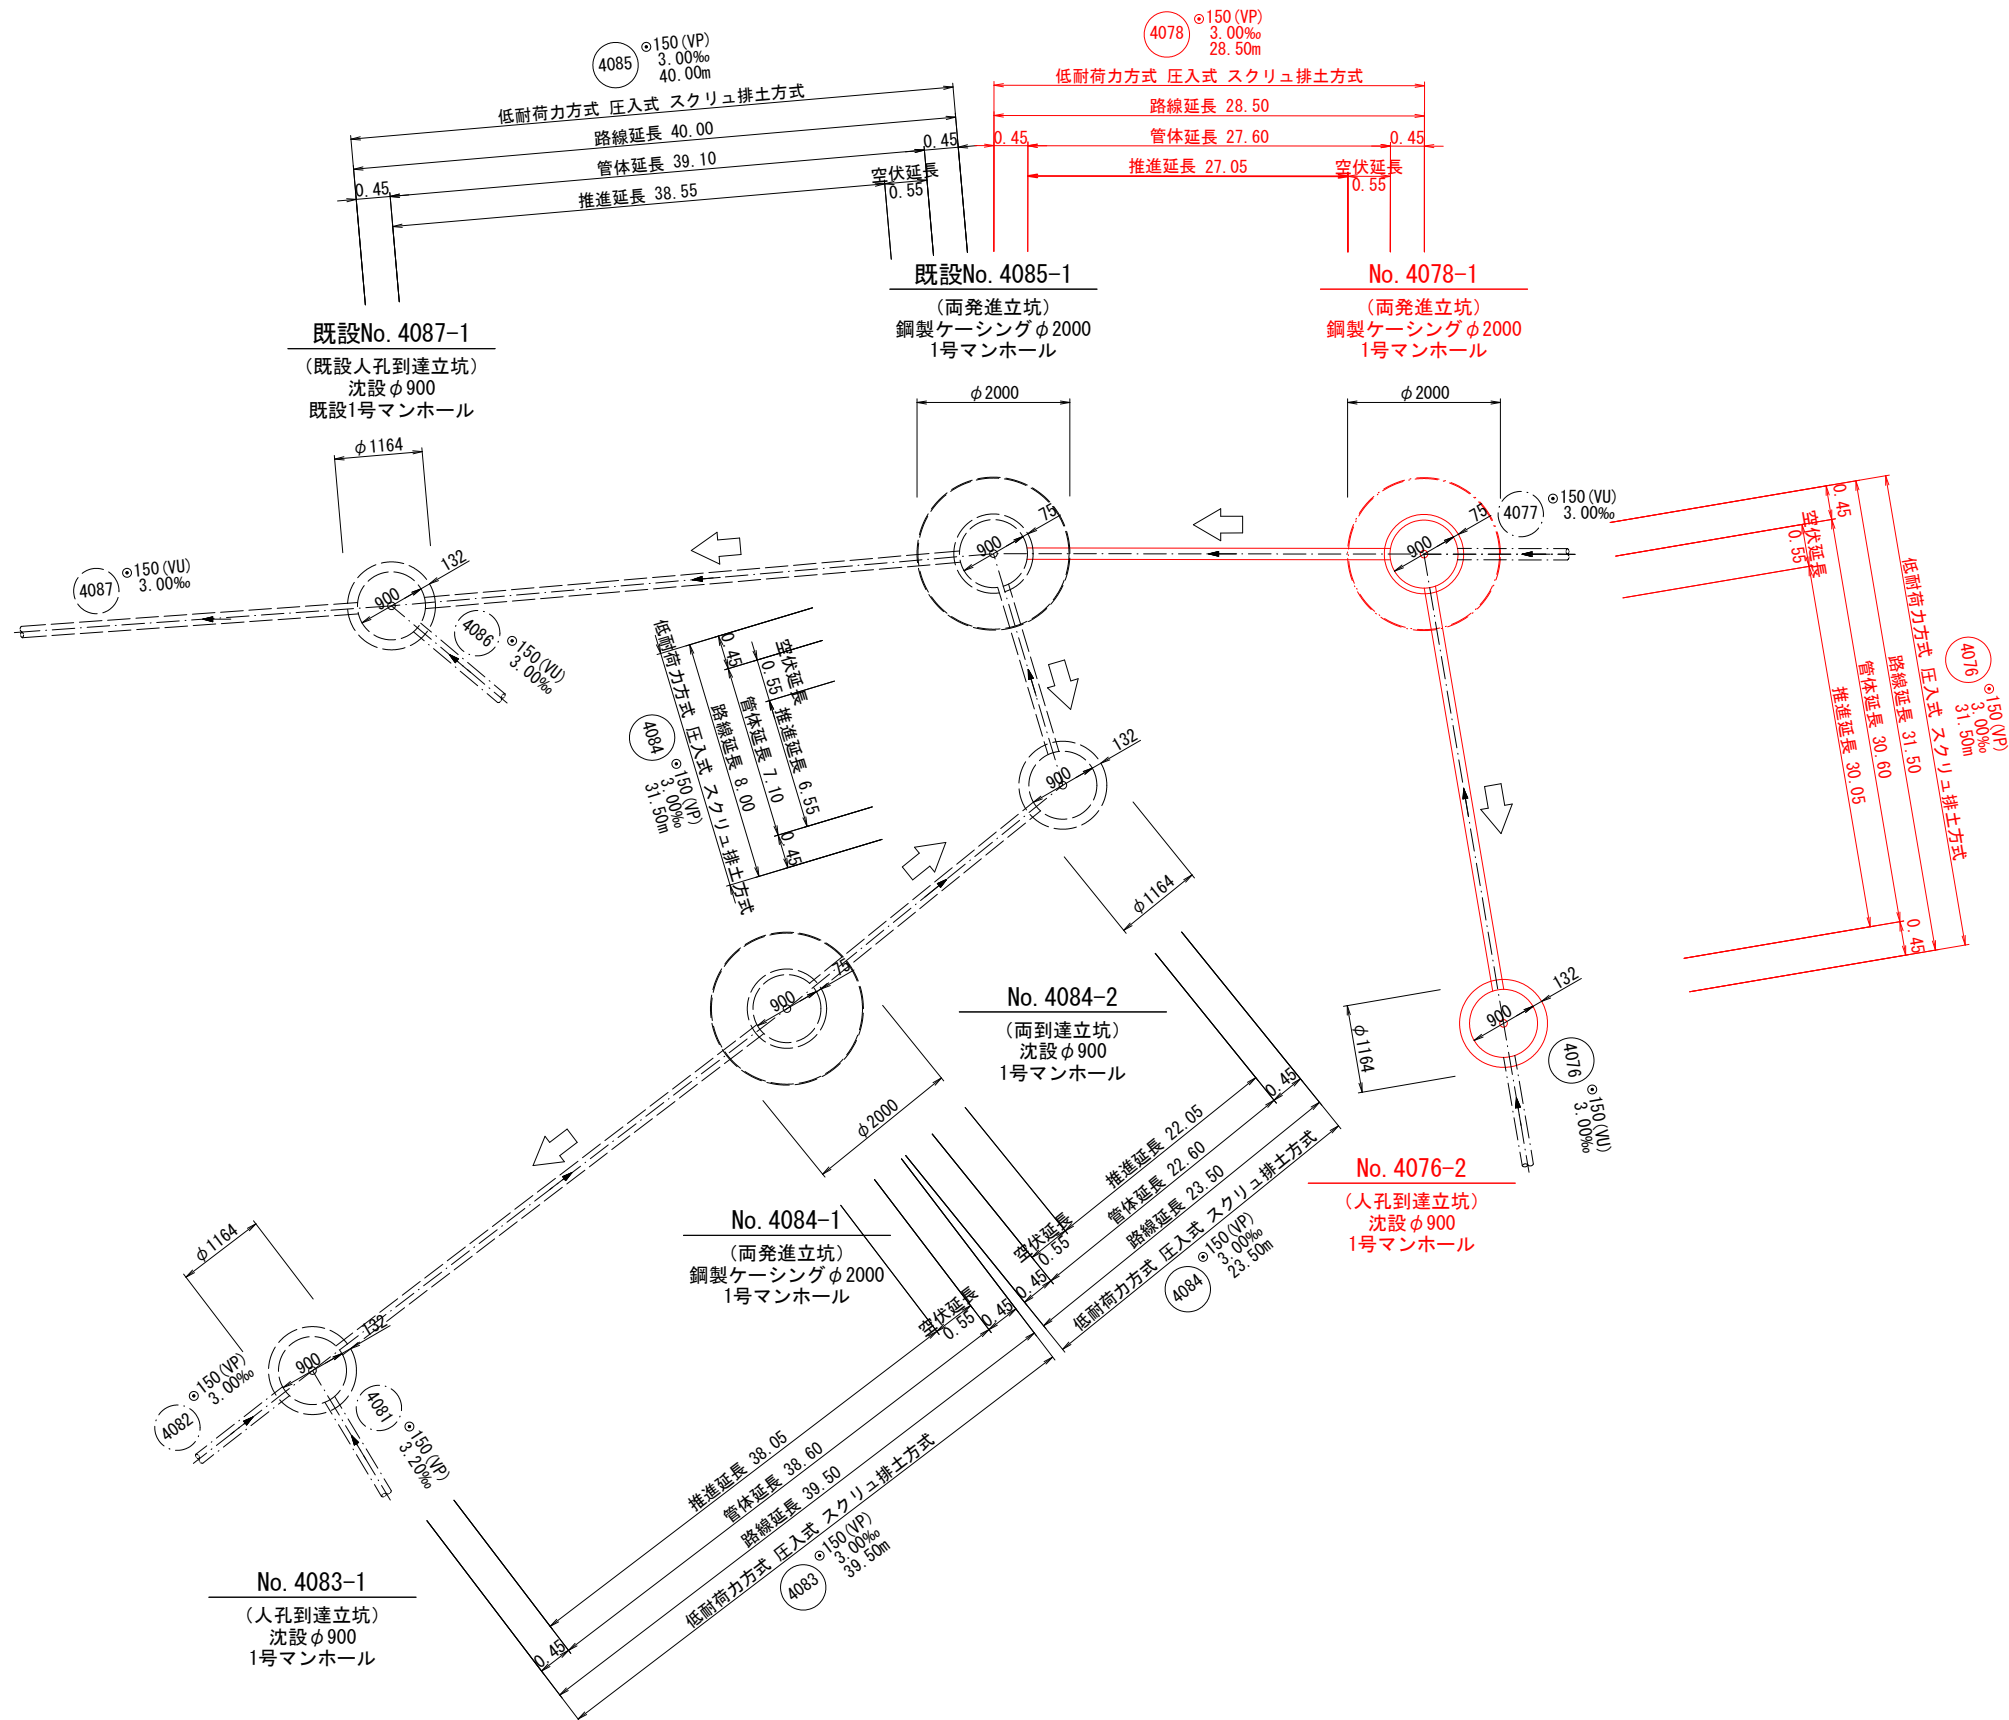 4085
150(VP)
3.00‰
40.00m
低耐荷力方式 圧入式 スクリュ排土方式
路線延長 40.00
0.45
管体延長 39.10
空伏延長
0.45
推進延長 38.55
0.55
4078
150(VP)
3.00‰
28.50m
低耐荷力方式 圧入式 スクリュ排土方式
路線延長 28.50
0.45
管体延長 27.60
0.45
推進延長 27.05
空伏延長
0.55
既設No.4087-1
(既設人孔到達立坑)
沈設φ900
既設1号マンホール
φ1164
既設No.4085-1
(両発進立坑)
鋼製ケーシングφ2000
1号マンホール
φ2000
No.4078-1
(両発進立坑)
鋼製ケーシングφ2000
1号マンホール
φ2000
4087
150(VU)
3.00‰
900
132
4086
150(VU)
3.00‰
900
75
900
75
4077
150(VU)
3.00‰
0.45
空伏延長
0.55
推進延長 30.05
管体延長 30.60
路線延長 31.50
低耐荷力方式 圧入式 スクリュ排土方式
0.45
4076
150(VP)
3.00‰
31.50m
低耐荷力方式 圧入式 スクリュ排土方式
路線延長 8.00
0.45
管体延長 7.10
空伏延長
0.55
推進延長 6.55
0.45
4084
150(VP)
3.00‰
31.50m
900
132
φ1164
No.4084-2
(両到達立坑)
沈設φ900
1号マンホール
900
75
φ2000
No.4084-1
(両発進立坑)
鋼製ケーシングφ2000
1号マンホール
900
132
φ1164
4076
150(VU)
3.00‰
No.4076-2
(人孔到達立坑)
沈設φ900
1号マンホール
推進延長 22.05
0.45
管体延長 22.60
路線延長 23.50
低耐荷力方式 圧入式 スクリュ排土方式
空伏延長
0.55
0.45
4084
150(VP)
3.00‰
23.50m
空伏延長
0.55
0.45
推進延長 38.05
管体延長 38.60
路線延長 39.50
低耐荷力方式 圧入式 スクリュ排土方式
0.45
4083
150(VP)
3.00‰
39.50m
φ1164
900
132
4082
150(VP)
3.00‰
4081
150(VP)
3.20‰
No.4083-1
(人孔到達立坑)
沈設φ900
1号マンホール